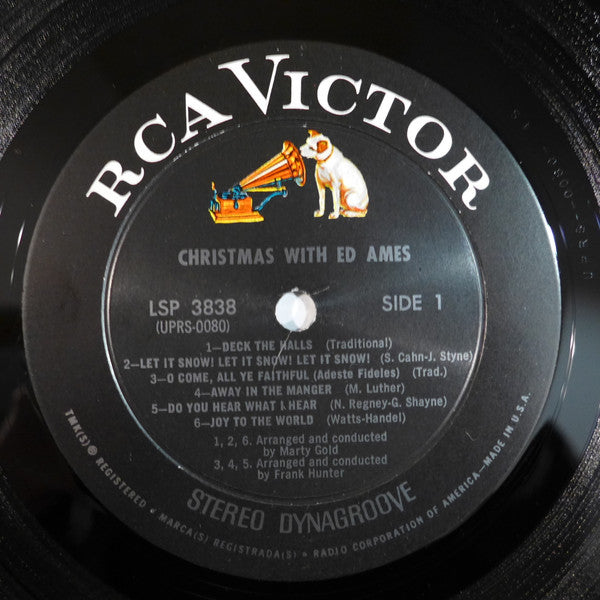 RCA VICTOR
CHRISTMAS WITH ED AMES
LSP 3838
SIDE 1
(UPRS-0080)
1—DECK THE HALLS (Traditional)
2—LET IT SNOW! LET IT SNOW! LET IT SNOW! (S. Cahn-J. Styne)
3—O COME, ALL YE FAITHFUL (Adeste Fideles) (Trad.)
4—AWAY IN THE MANGER (M. Luther)
5—DO YOU HEAR WHAT I HEAR (N. Regney-G. Shayne)
6—JOY TO THE WORLD (Watts-Handel)
1, 2, 6. Arranged and conducted
by Marty Gold
3, 4, 5. Arranged and conducted
by Frank Hunter
STEREO DYNAGROOVE
TMK(S) ® REGISTERED • MARCA(S) REGISTRADA(S) • RADIO CORPORATION OF AMERICA—MADE IN U.S.A.